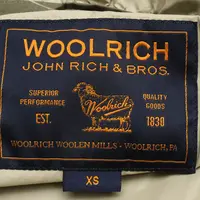 WOOLRICH
JOHN RICH & BROS.
SUPERIOR PERFORMANCE
QUALITY GOODS
Woolrich
EST.
1830
WOOLRICH WOOLEN MILLS - WOOLRICH, PA
XS